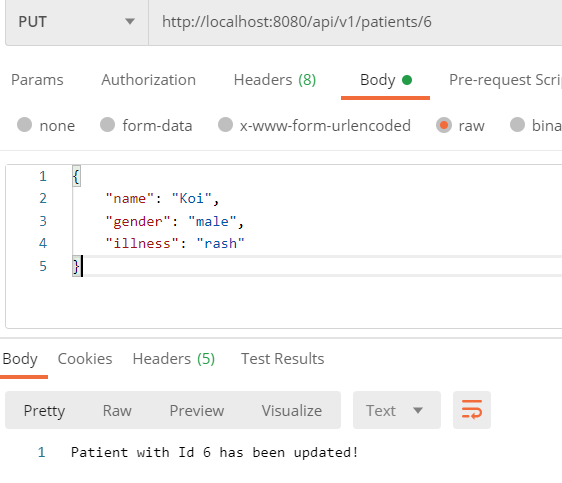 PUT http://localhost:8080/api/v1/patients/6
Params Authorization Headers (8) Body Pre-request Scri
none form-data x-www-form-urlencoded raw bina
1 {
2 "name": "Koi",
3 "gender": "male",
4 "illness": "rash"
5 }
Body Cookies Headers (5) Test Results
Pretty Raw Preview Visualize Text
1 Patient with Id 6 has been updated!